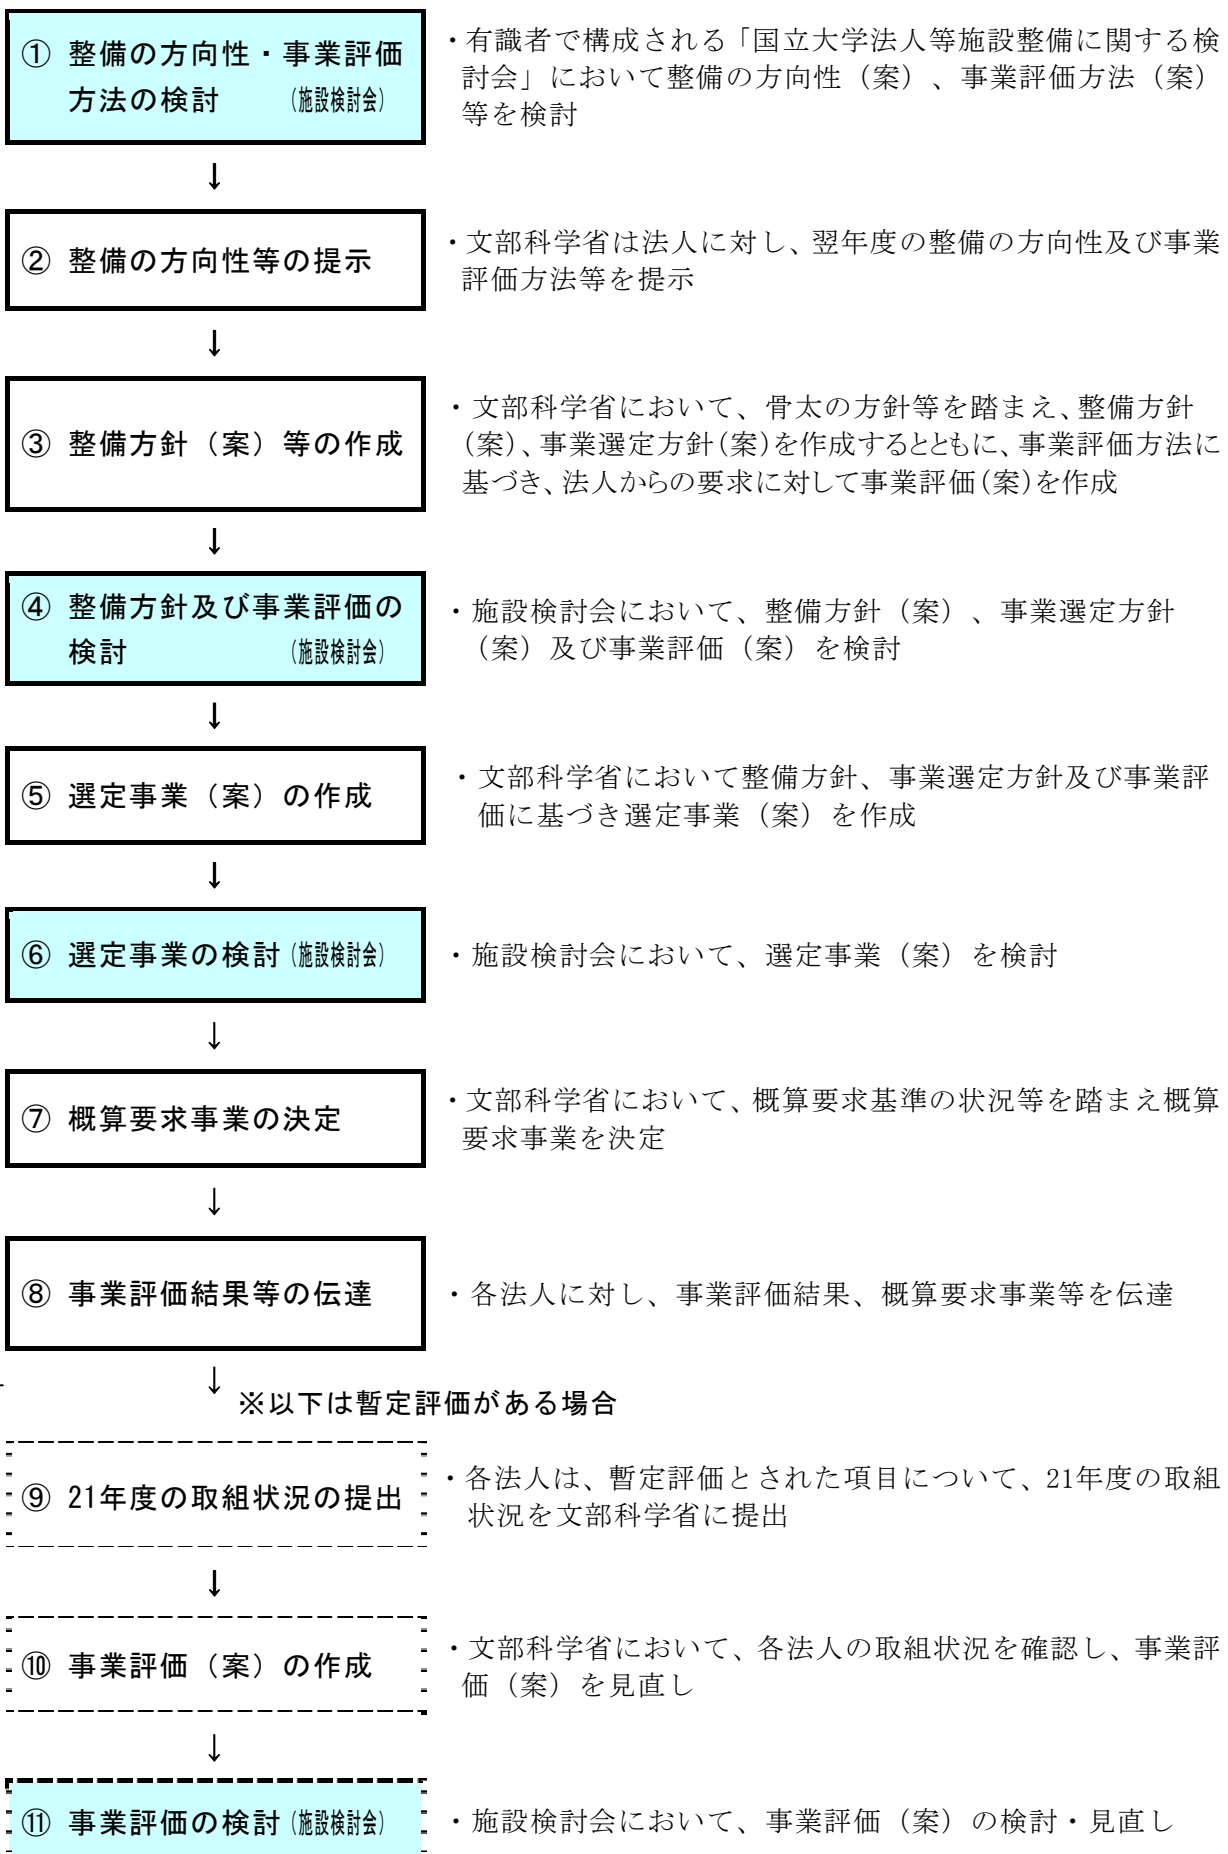 ① 整備の方向性・事業評価
方法の検討 (施設検討会)
・有識者で構成される「国立大学法人等施設整備に関する検
討会」において整備の方向性（案）、事業評価方法（案）
等を検討
↓
② 整備の方向性等の提示
・文部科学省は法人に対し、翌年度の整備の方向性及び事業
評価方法等を提示
↓
③ 整備方針（案）等の作成
・文部科学省において、骨太の方針等を踏まえ、整備方針
(案)、事業選定方針(案)を作成するとともに、事業評価方法に
基づき、法人からの要求に対して事業評価(案)を作成
↓
④ 整備方針及び事業評価の
検討 (施設検討会)
・施設検討会において、整備方針（案）、事業選定方針
（案）及び事業評価（案）を検討
↓
⑤ 選定事業（案）の作成
・文部科学省において整備方針、事業選定方針及び事業評
価に基づき選定事業（案）を作成
↓
⑥ 選定事業の検討 (施設検討会)
・施設検討会において、選定事業（案）を検討
↓
⑦ 概算要求事業の決定
・文部科学省において、概算要求基準の状況等を踏まえ概算
要求事業を決定
↓
⑧ 事業評価結果等の伝達
・各法人に対し、事業評価結果、概算要求事業等を伝達
↓
※以下は暫定評価がある場合
⑨ 21年度の取組状況の提出
・各法人は、暫定評価とされた項目について、21年度の取組
状況を文部科学省に提出
↓
⑩ 事業評価（案）の作成
・文部科学省において、各法人の取組状況を確認し、事業評
価（案）を見直し
↓
⑪ 事業評価の検討 (施設検討会)
・施設検討会において、事業評価（案）の検討・見直し